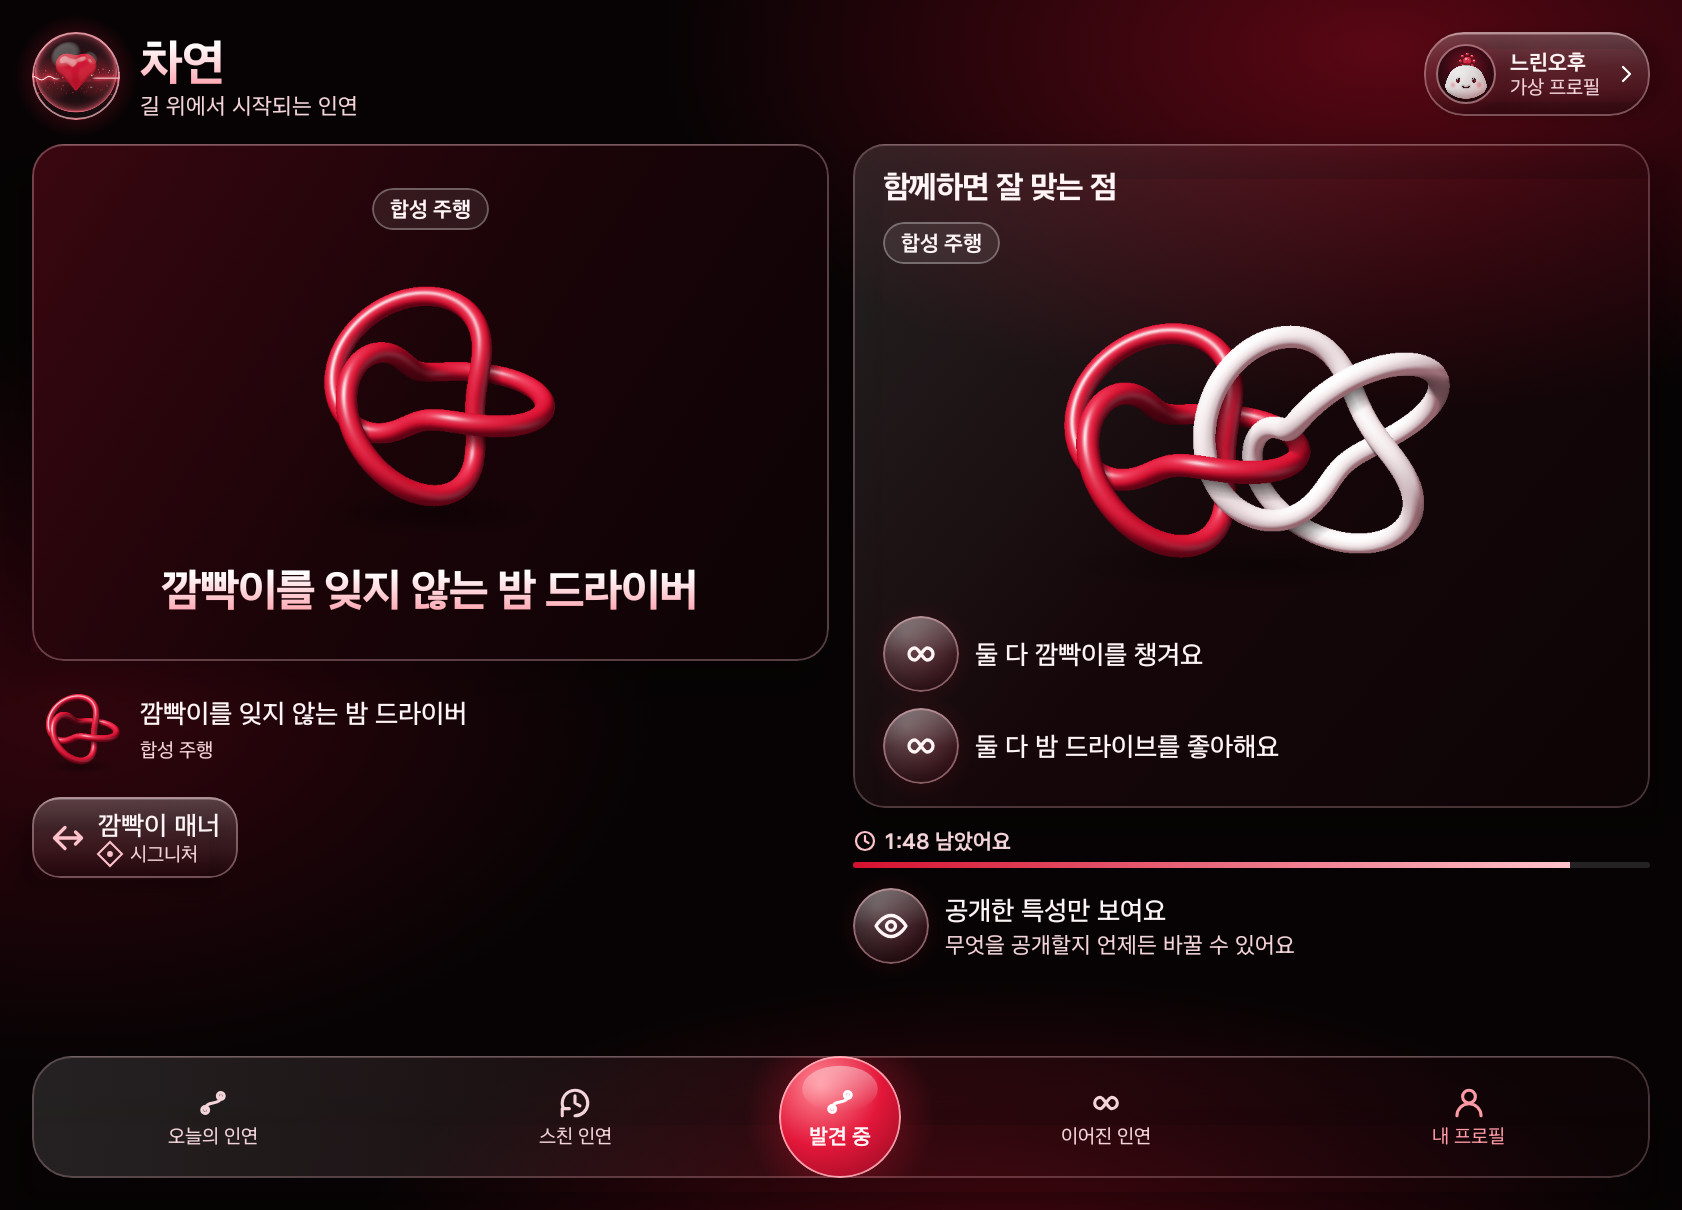 차연
길 위에서 시작되는 인연
느린오후
가상 프로필
합성 주행
깜빡이를 잊지 않는 밤 드라이버
깜빡이를 잊지 않는 밤 드라이버
합성 주행
깜빡이 매너
시그니처
함께하면 잘 맞는 점
합성 주행
둘 다 깜빡이를 챙겨요
둘 다 밤 드라이브를 좋아해요
1:48 남았어요
공개한 특성만 보여요
무엇을 공개할지 언제든 바꿀 수 있어요
오늘의 인연
스친 인연
발견 중
이어진 인연
내 프로필